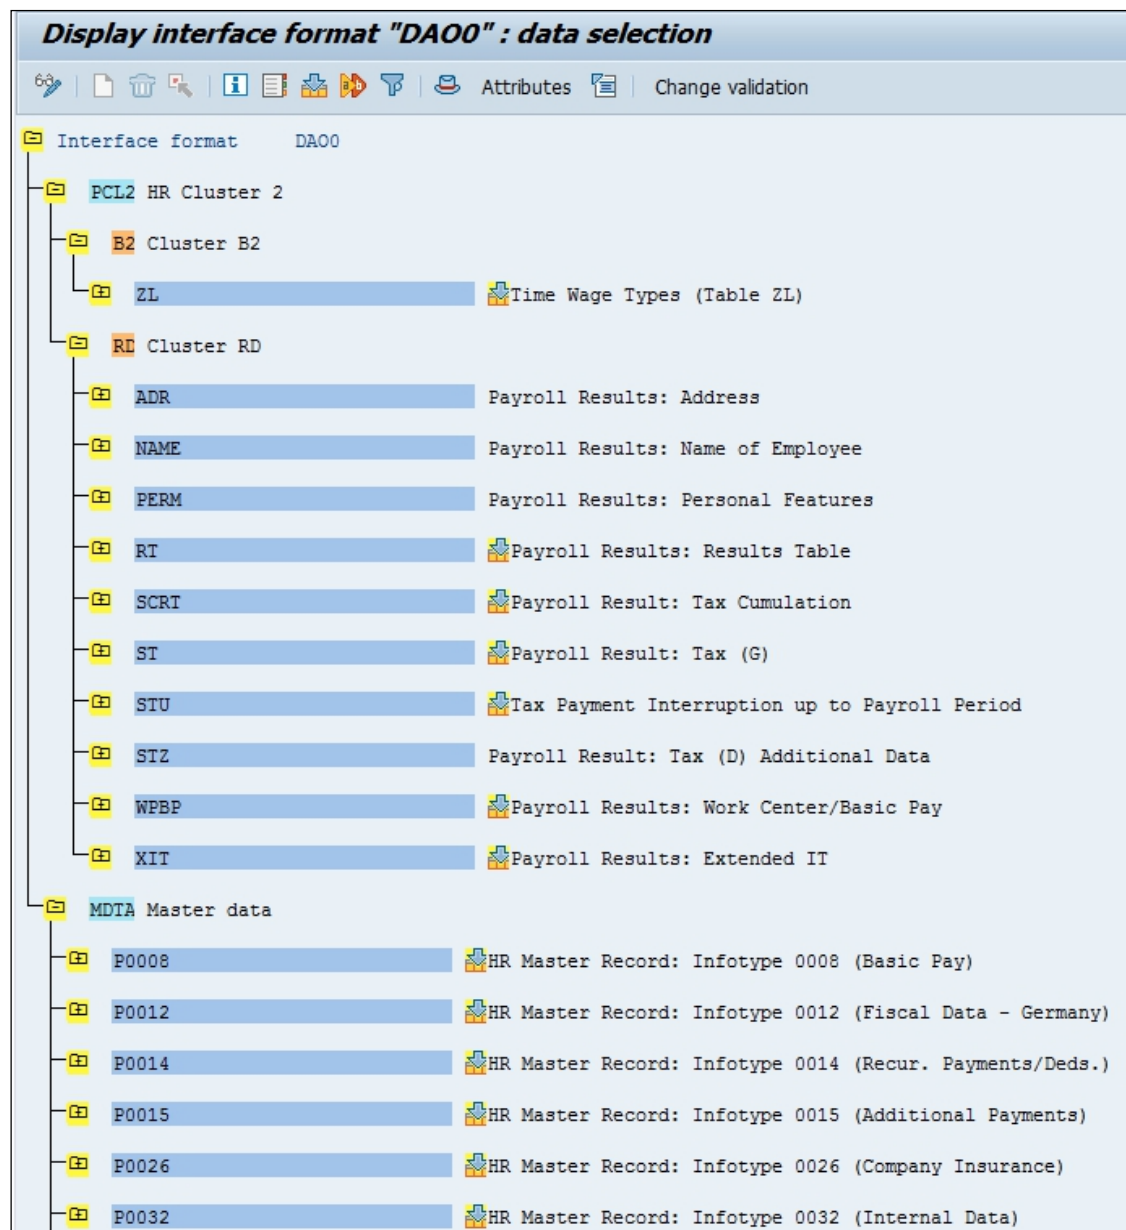 Display interface format "DAO0" : data selection
Attributes Change validation
Interface format DAO0
PCL2 HR Cluster 2
B2 Cluster B2
ZL Time Wage Types (Table ZL)
RD Cluster RD
ADR Payroll Results: Address
NAME Payroll Results: Name of Employee
PERM Payroll Results: Personal Features
RT Payroll Results: Results Table
SCRT Payroll Result: Tax Cumulation
ST Payroll Result: Tax (G)
STU Tax Payment Interruption up to Payroll Period
STZ Payroll Result: Tax (D) Additional Data
WPBP Payroll Results: Work Center/Basic Pay
XIT Payroll Results: Extended IT
MDTA Master data
P0008 HR Master Record: Infotype 0008 (Basic Pay)
P0012 HR Master Record: Infotype 0012 (Fiscal Data - Germany)
P0014 HR Master Record: Infotype 0014 (Recur. Payments/Deds.)
P0015 HR Master Record: Infotype 0015 (Additional Payments)
P0026 HR Master Record: Infotype 0026 (Company Insurance)
P0032 HR Master Record: Infotype 0032 (Internal Data)